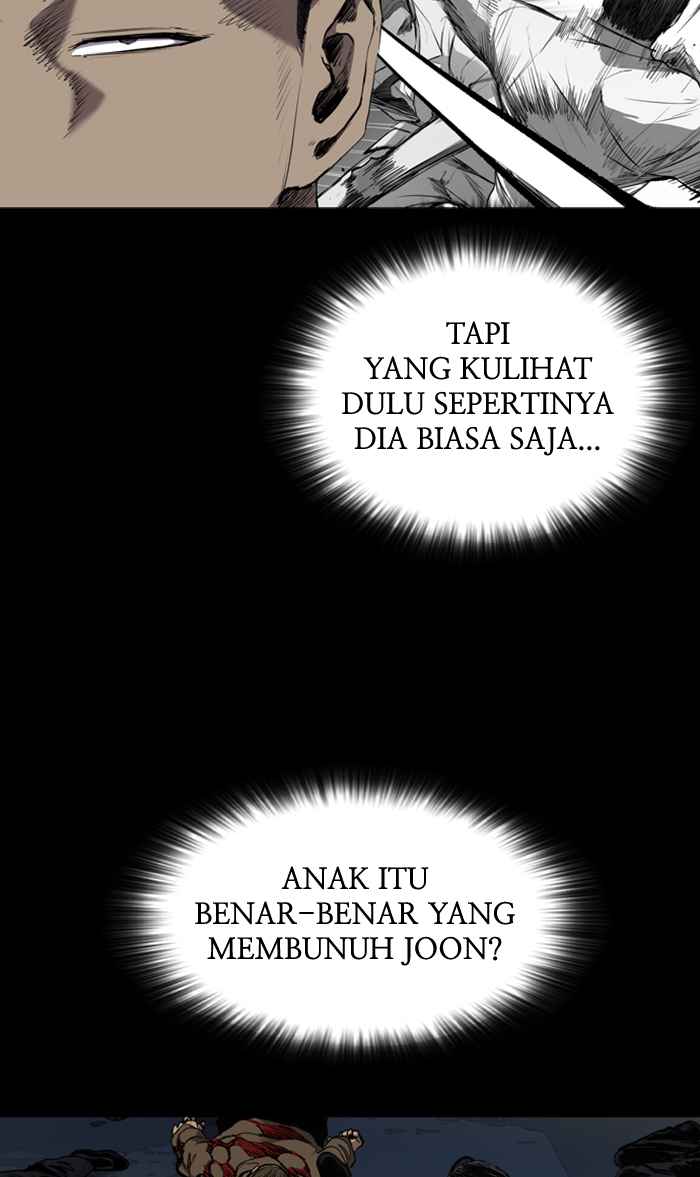 TAPI
YANG KULIHAT
DULU SEPERTINYA
DIA BIASA SAJA...
ANAK ITU
BENAR-BENAR YANG
MEMBUNUH JOON?